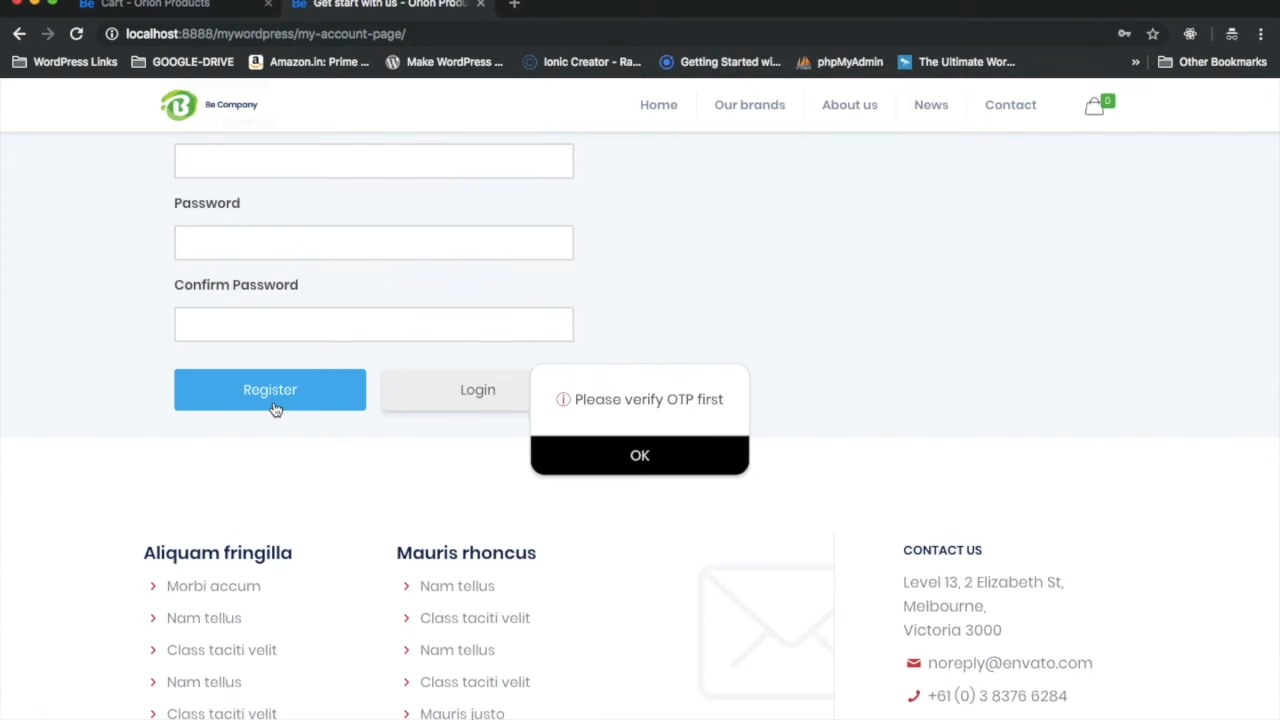 Be Cart - Orion Products
Be Get start with us - Orion Produ
localhost:8888/mywordpress/my-account-page/
WordPress Links GOOGLE-DRIVE Amazon.in: Prime ... Make WordPress ... Ionic Creator - Ra... Getting Started wi... phpMyAdmin The Ultimate Wor... » Other Bookmarks
B Be Company Home Our brands About us News Contact 0
Password
Confirm Password
Register Login
Please verify OTP first
OK
Aliquam fringilla
Morbi accum
Nam tellus
Class taciti velit
Nam tellus
Class taciti velit
Mauris rhoncus
Nam tellus
Class taciti velit
Nam tellus
Class taciti velit
Mauris justo
CONTACT US
Level 13, 2 Elizabeth St,
Melbourne,
Victoria 3000
noreply@envato.com
+61 (0) 3 8376 6284